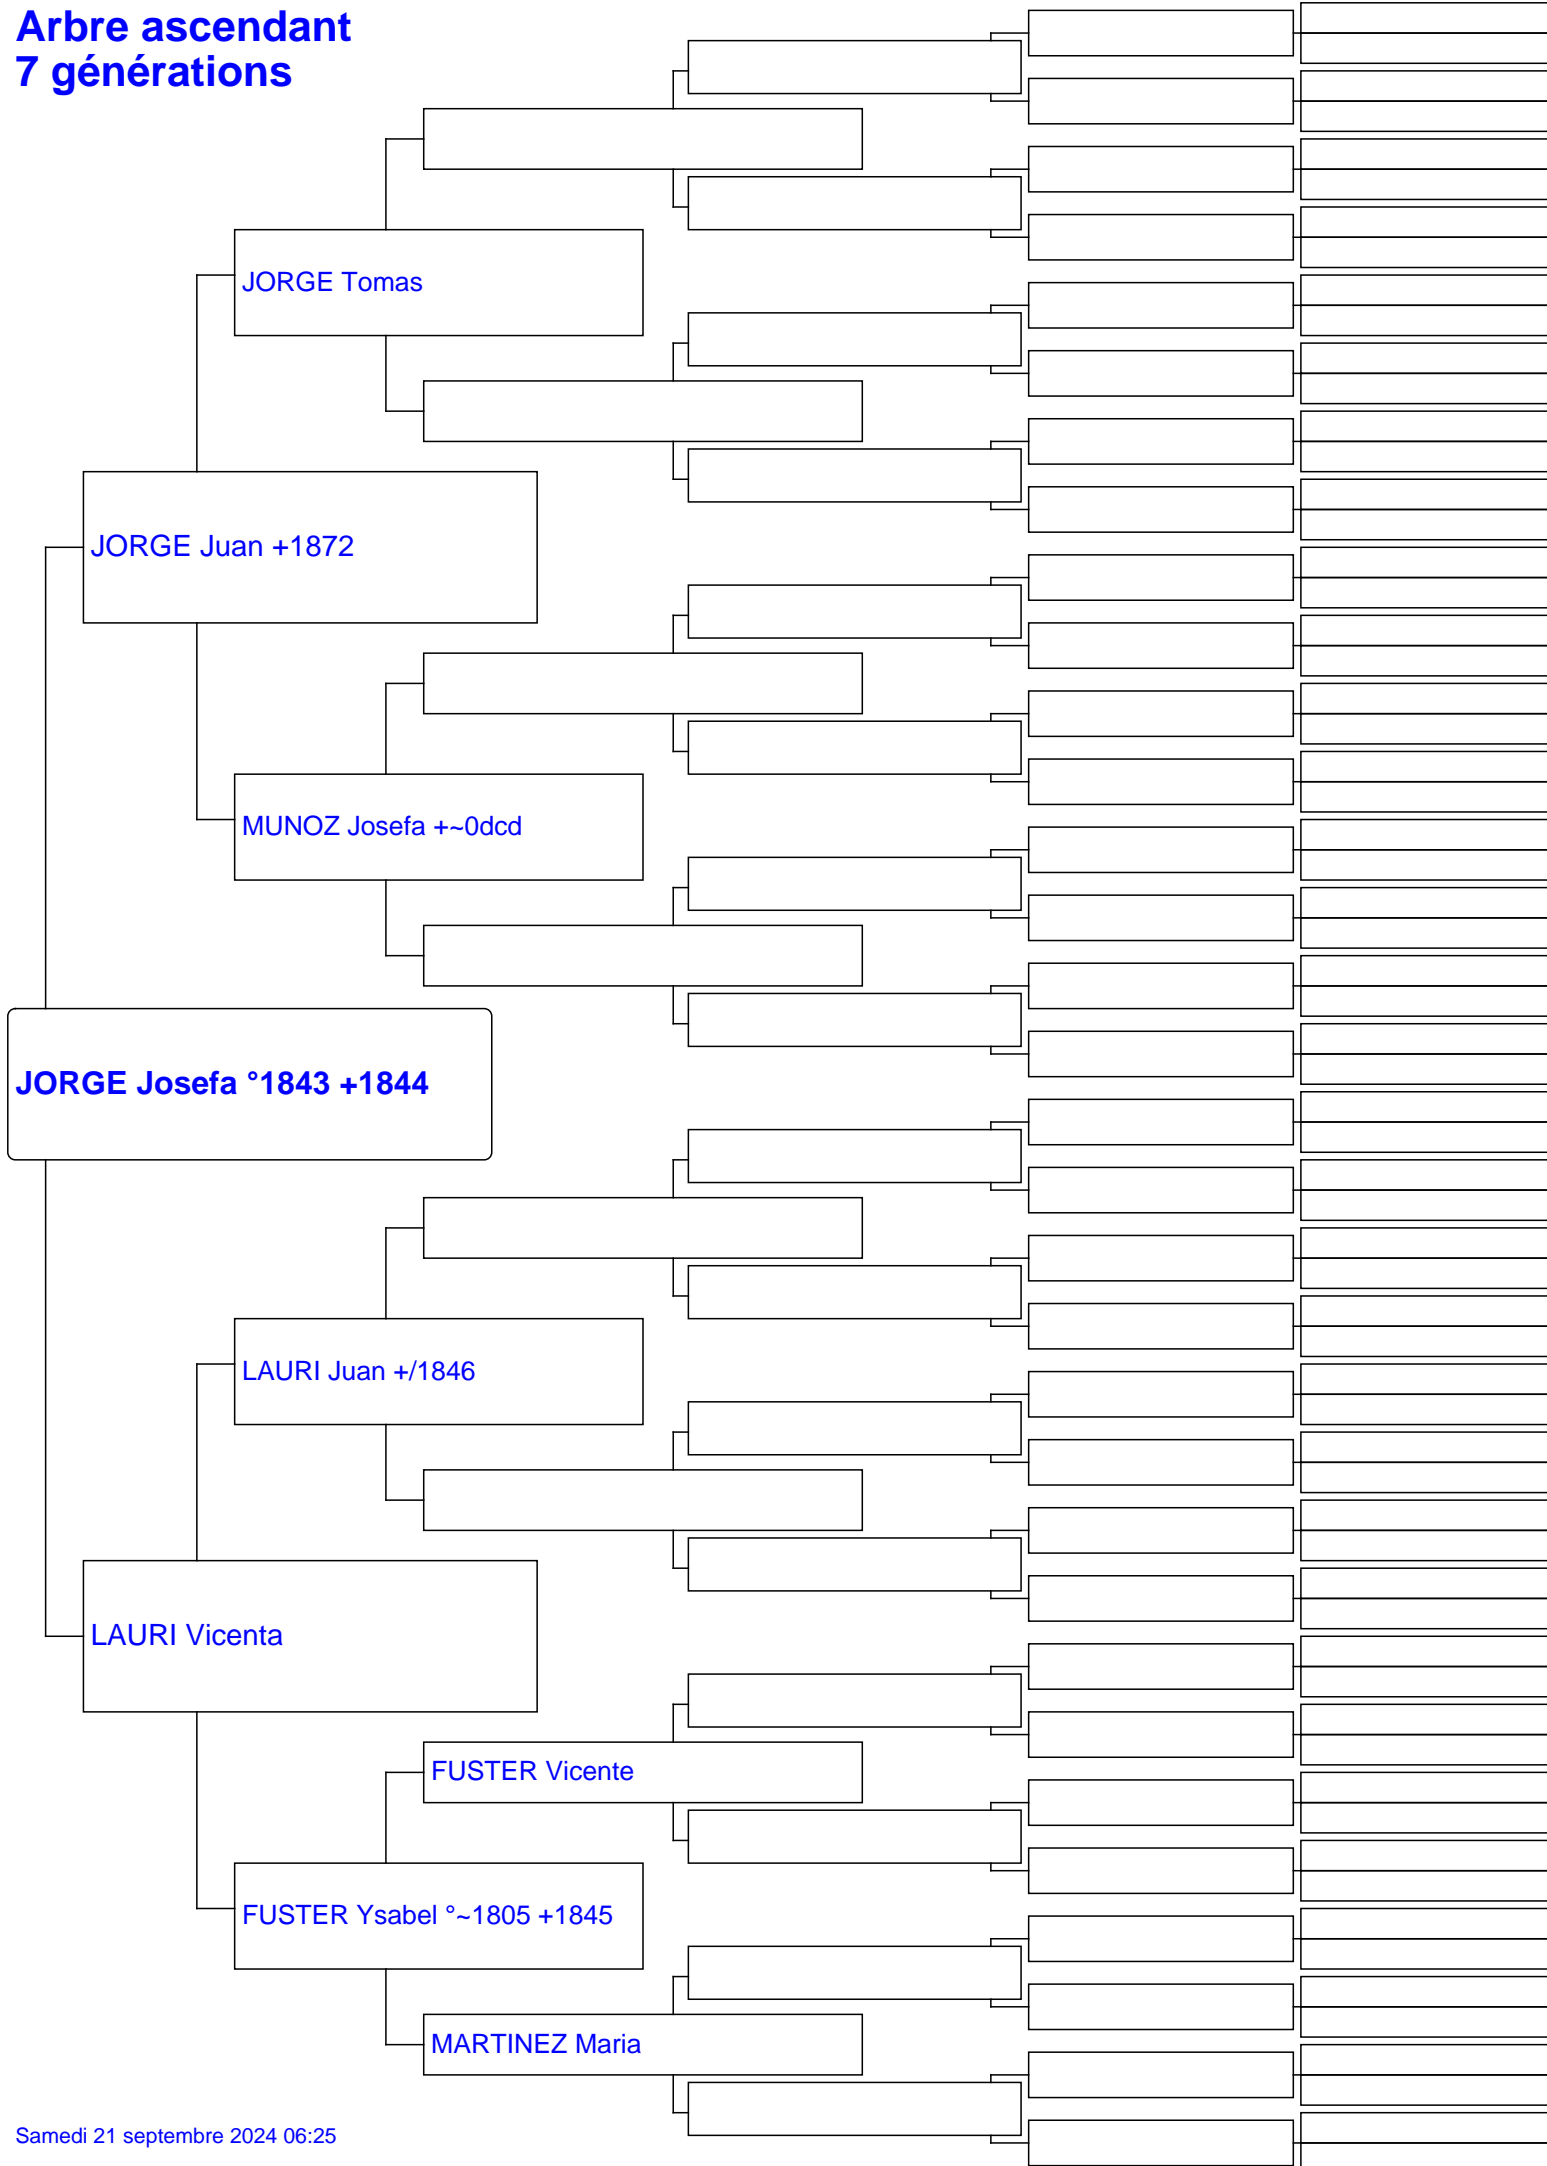 Arbre ascendant
7 générations
JORGE Tomas
JORGE Juan +1872
MUNOZ Josefa +~0dcd
JORGE Josefa °1843 +1844
LAURI Juan +/1846
LAURI Vicenta
FUSTER Vicente
FUSTER Ysabel °~1805 +1845
MARTINEZ Maria
Samedi 21 septembre 2024 06:25